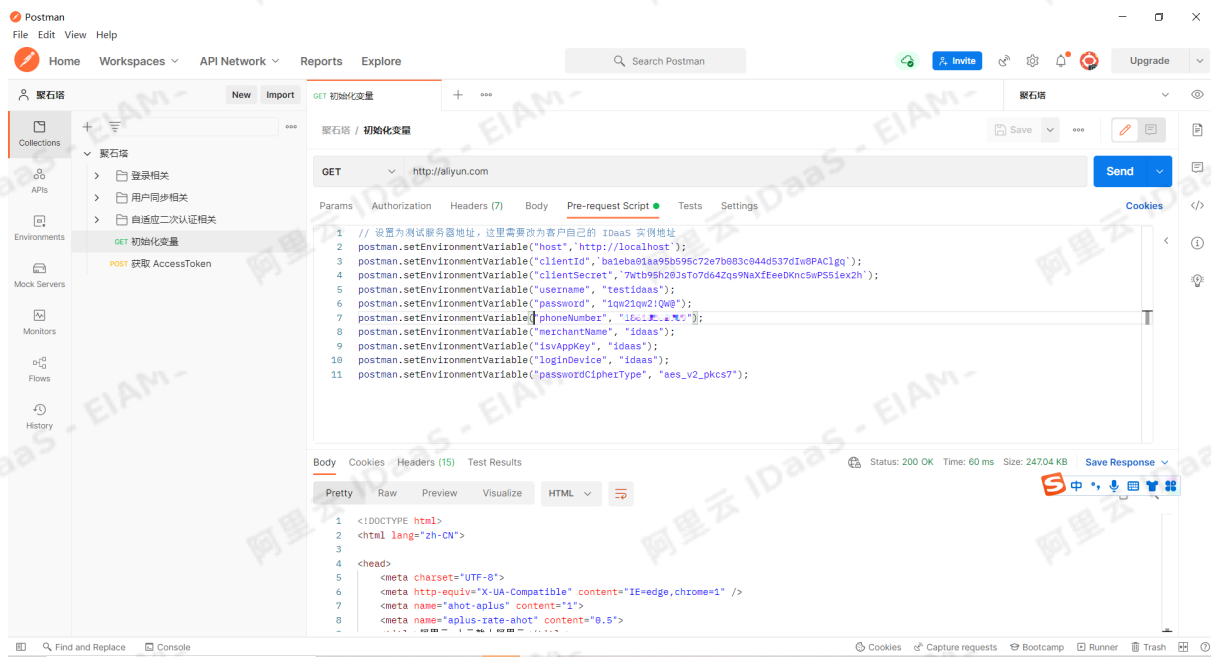 Postman
File Edit View Help
Home Workspaces API Network Reports Explore Search Postman Invite Upgrade
聚石塔 New Import GET 初始化变量 聚石塔
Collections
APIs
Environments
Mock Servers
Monitors
Flows
History
聚石塔
登录相关
用户同步相关
自适应二次认证相关
GET 初始化变量
POST 获取 AccessToken
聚石塔 / 初始化变量 Save
GET http://aliyun.com Send
Params Authorization Headers (7) Body Pre-request Script Tests Settings Cookies
1 // 设置为测试服务器地址，这里需要改为客户自己的 IDaaS 实例地址
2 postman.setEnvironmentVariable("host",`http://localhost`);
3 postman.setEnvironmentVariable("clientId",`ba1eba01aa95b595c72e7b083c044d537dIw8PAClgq`);
4 postman.setEnvironmentVariable("clientSecret",`7Wtb95h20JsTo7d64Zqs9NaXfEeeDKnc5wPS5iex2h`);
5 postman.setEnvironmentVariable("username", "testidaas");
6 postman.setEnvironmentVariable("password", "1qw21qw2!QW@");
7 postman.setEnvironmentVariable("phoneNumber", "");
8 postman.setEnvironmentVariable("merchantName", "idaas");
9 postman.setEnvironmentVariable("isvAppKey", "idaas");
10 postman.setEnvironmentVariable("loginDevice", "idaas");
11 postman.setEnvironmentVariable("passwordCipherType", "aes_v2_pkcs7");
Body Cookies Headers (15) Test Results Status: 200 OK Time: 60 ms Size: 247.04 KB Save Response
Pretty Raw Preview Visualize HTML
中
1 <!DOCTYPE html>
2 <html lang="zh-CN">
3
4 <head>
5 <meta charset="UTF-8">
6 <meta http-equiv="X-UA-Compatible" content="IE=edge,chrome=1" />
7 <meta name="ahot-aplus" content="1">
8 <meta name="aplus-rate-ahot" content="0.5">
Find and Replace Console Cookies Capture requests Bootcamp Runner Trash
阿里云 IDaaS - EIAM